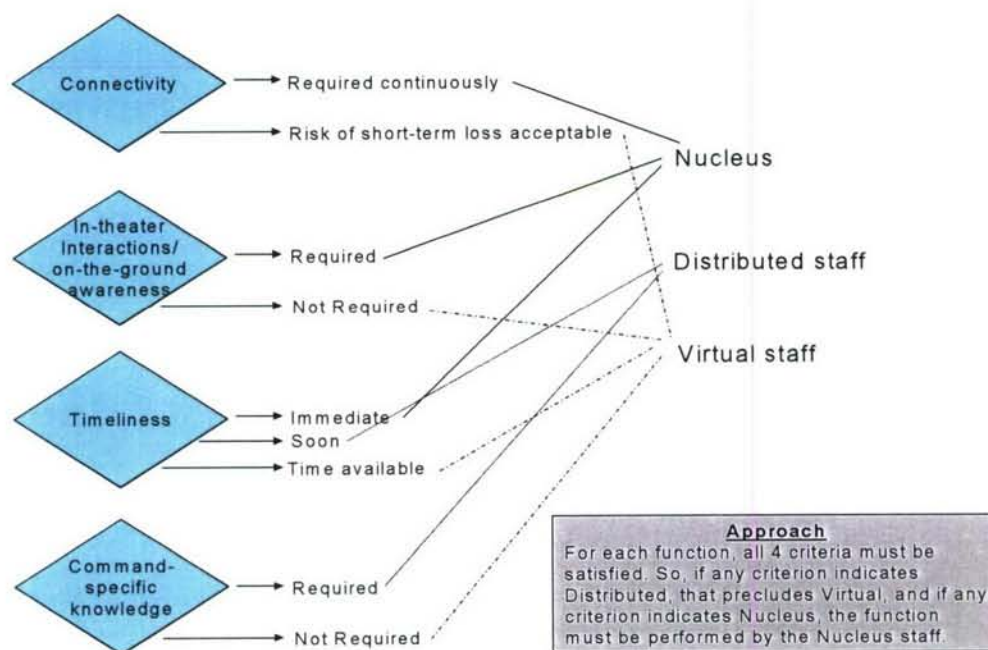 Connectivity
Required continuously
Risk of short-term loss acceptable
Nucleus
In-theater
Interactions/
on-the-ground
awareness
Required
Not Required
Distributed staff
Virtual staff
Timeliness
Immediate
Soon
Time available
Command-
specific
knowledge
Required
Not Required
Approach
For each function, all 4 criteria must be
satisfied. So, if any criterion indicates
Distributed, that precludes Virtual, and if any
criterion indicates Nucleus, the function
must be performed by the Nucleus staff.